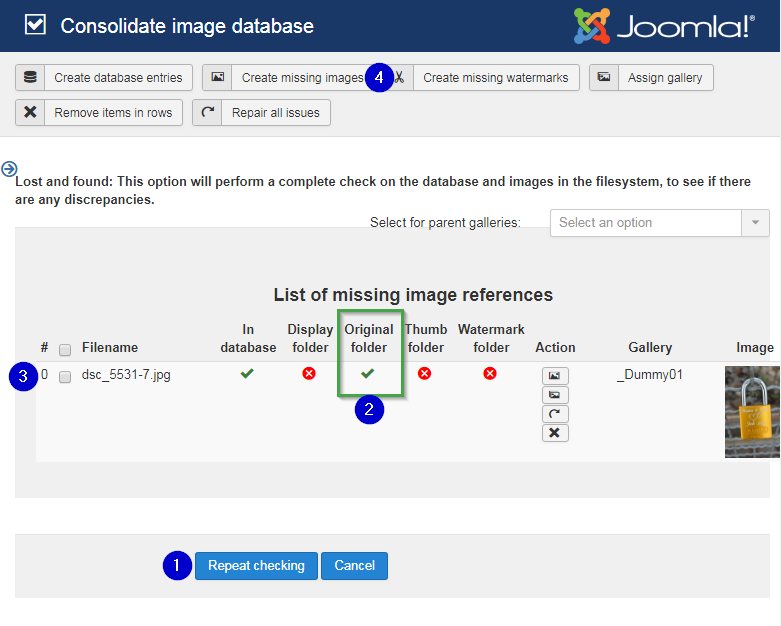 Consolidate image database
Joomla!®
Create database entries
Create missing images
4
Create missing watermarks
Assign gallery
Remove items in rows
Repair all issues
Lost and found: This option will perform a complete check on the database and images in the filesystem, to see if there
are any discrepancies.
Select for parent galleries:
Select an option
List of missing image references
# Filename In database Display folder Original folder Thumb folder Watermark folder Action Gallery Image
3 0 dsc_5531-7.jpg _Dummy01
2
1 Repeat checking Cancel